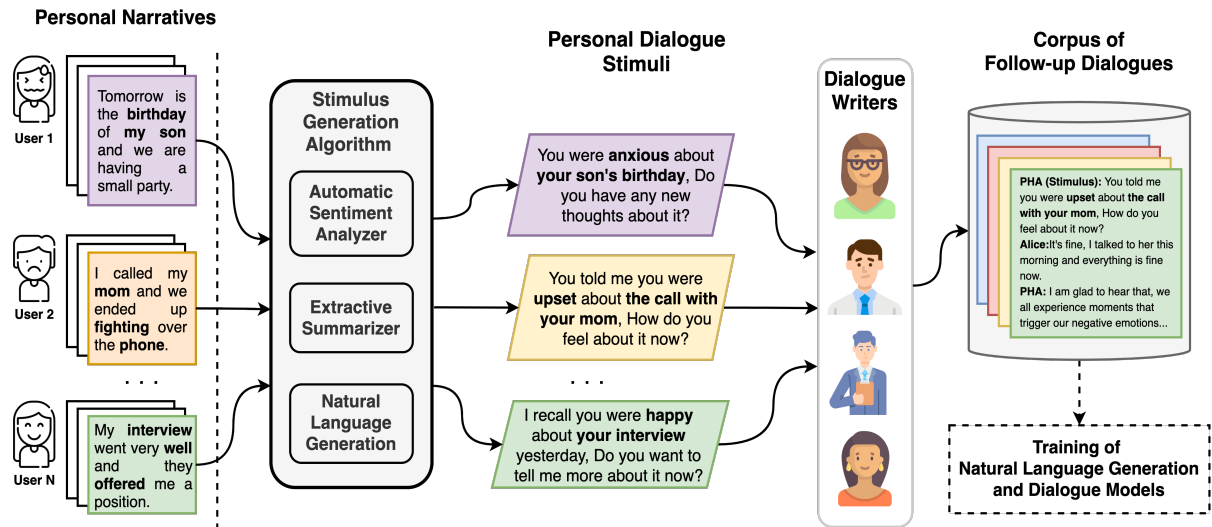 Personal Narratives
User 1
Tomorrow is
the birthday
of my son
and we are
having a
small party.
User 2
I called my
mom and we
ended up
fighting over
the phone.
. . .
User N
My interview
went very well
and they
offered me a
position.
Stimulus
Generation
Algorithm
Automatic
Sentiment
Analyzer
Extractive
Summarizer
Natural
Language
Generation
Personal Dialogue
Stimuli
You were anxious about
your son's birthday, Do
you have any new
thoughts about it?
You told me you were
upset about the call with
your mom, How do you
feel about it now?
. . .
I recall you were happy
about your interview
yesterday, Do you want to
tell me more about it now?
Dialogue
Writers
Corpus of
Follow-up Dialogues
PHA (Stimulus): You told me
you were upset about the call
with your mom, How do you
feel about it now?
Alice:It's fine, I talked to her this
morning and everything is fine
now.
PHA: I am glad to hear that, we
all experience moments that
trigger our negative emotions...
Training of
Natural Language Generation
and Dialogue Models